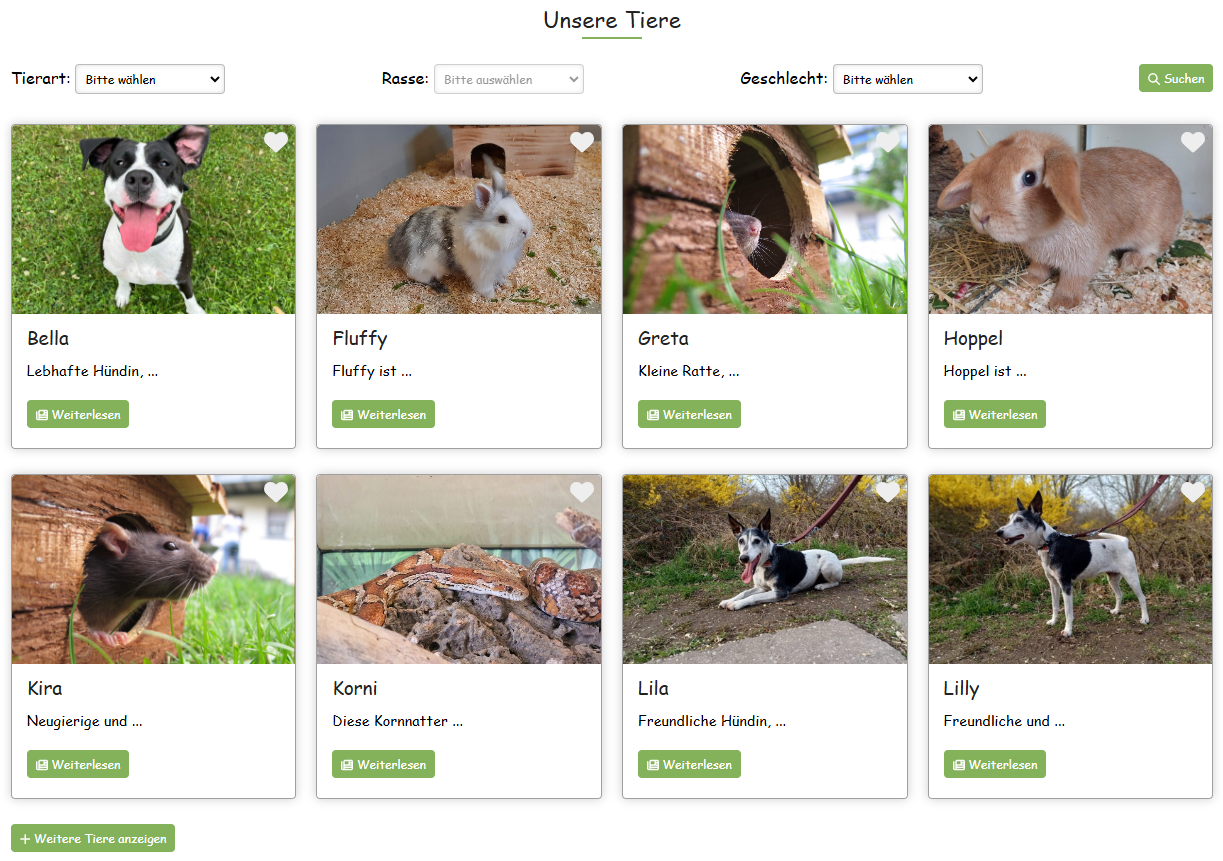 Unsere Tiere
Tierart: Bitte wählen Rasse: Bitte auswählen Geschlecht: Bitte wählen Suchen
Bella Fluffy Greta Hoppel
Lebhafte Hündin, ... Fluffy ist ... Kleine Ratte, ... Hoppel ist ...
Weiterlesen Weiterlesen Weiterlesen Weiterlesen
Kira Korni Lila Lilly
Neugierige und ... Diese Kornnatter ... Freundliche Hündin, ... Freundliche und ...
Weiterlesen Weiterlesen Weiterlesen Weiterlesen
+ Weitere Tiere anzeigen